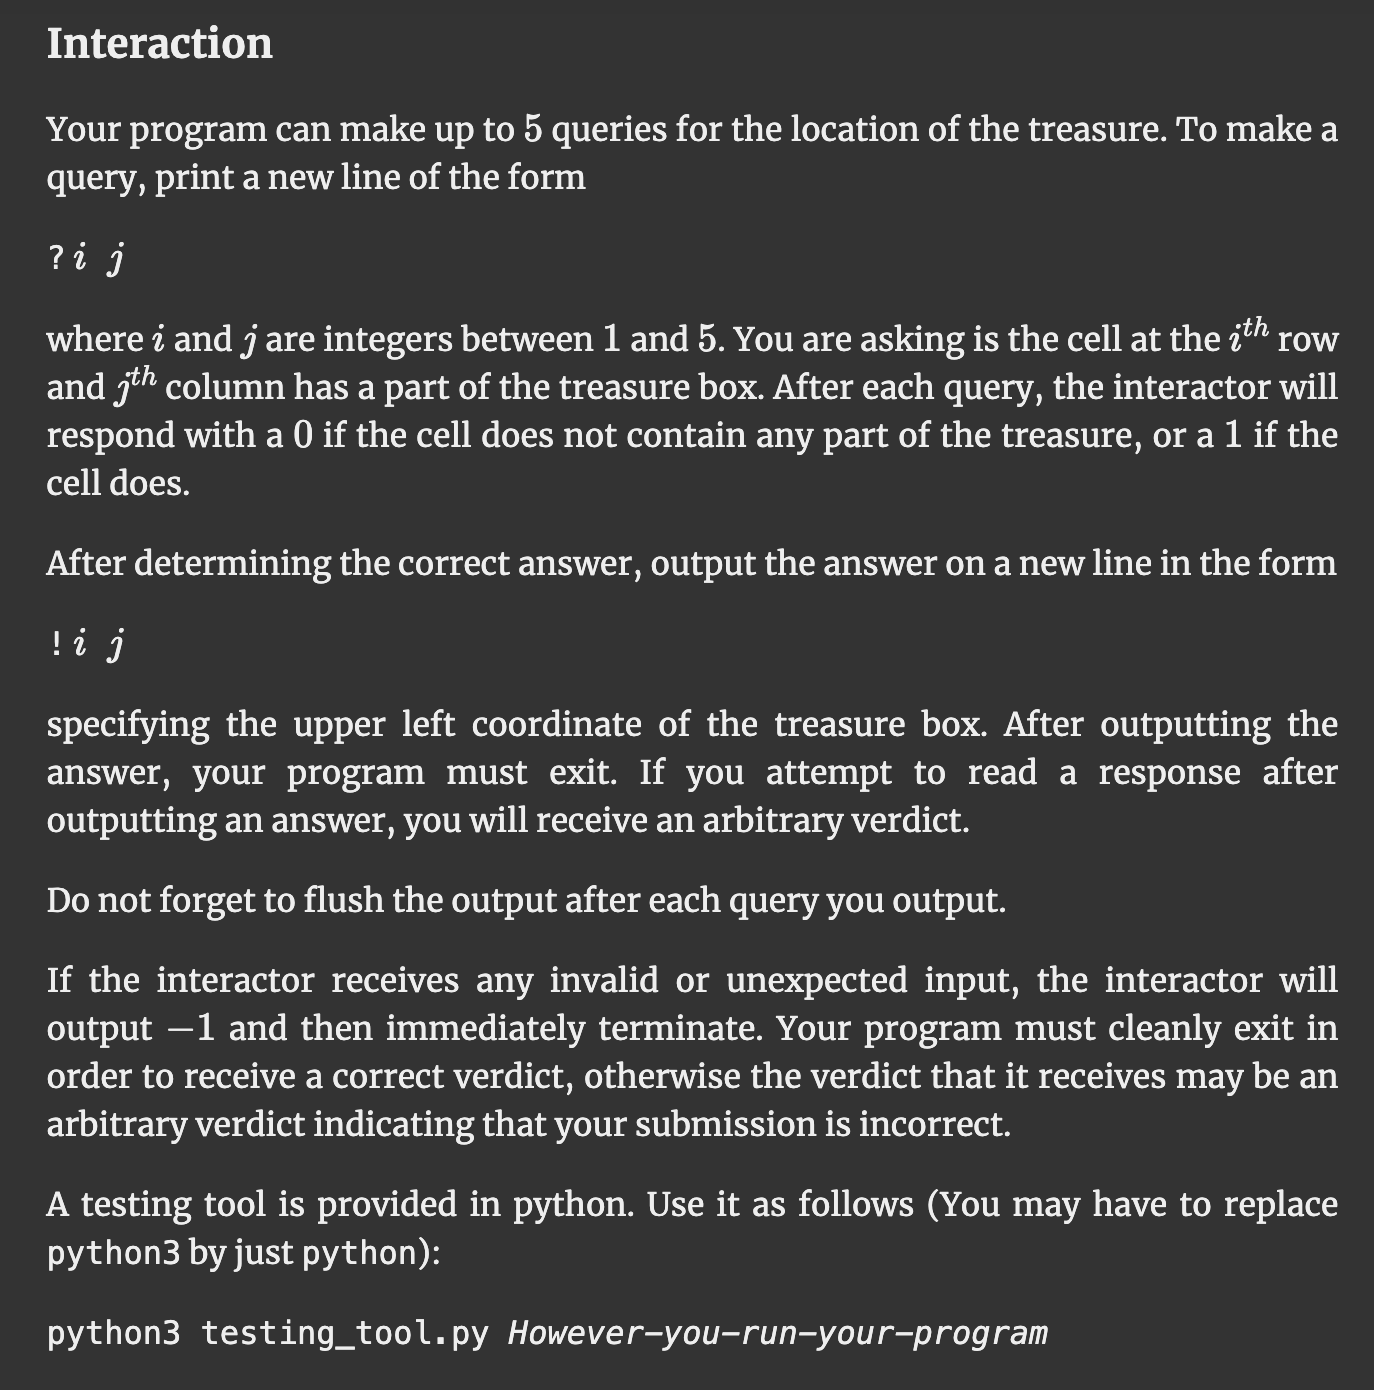 Interaction
Your program can make up to 5 queries for the location of the treasure. To make a
query, print a new line of the form
? i j
where i and j are integers between 1 and 5. You are asking is the cell at the i^th row
and j^th column has a part of the treasure box. After each query, the interactor will
respond with a 0 if the cell does not contain any part of the treasure, or a 1 if the
cell does.
After determining the correct answer, output the answer on a new line in the form
! i j
specifying the upper left coordinate of the treasure box. After outputting the
answer, your program must exit. If you attempt to read a response after
outputting an answer, you will receive an arbitrary verdict.
Do not forget to flush the output after each query you output.
If the interactor receives any invalid or unexpected input, the interactor will
output −1 and then immediately terminate. Your program must cleanly exit in
order to receive a correct verdict, otherwise the verdict that it receives may be an
arbitrary verdict indicating that your submission is incorrect.
A testing tool is provided in python. Use it as follows (You may have to replace
python3 by just python):
python3 testing_tool.py However-you-run-your-program